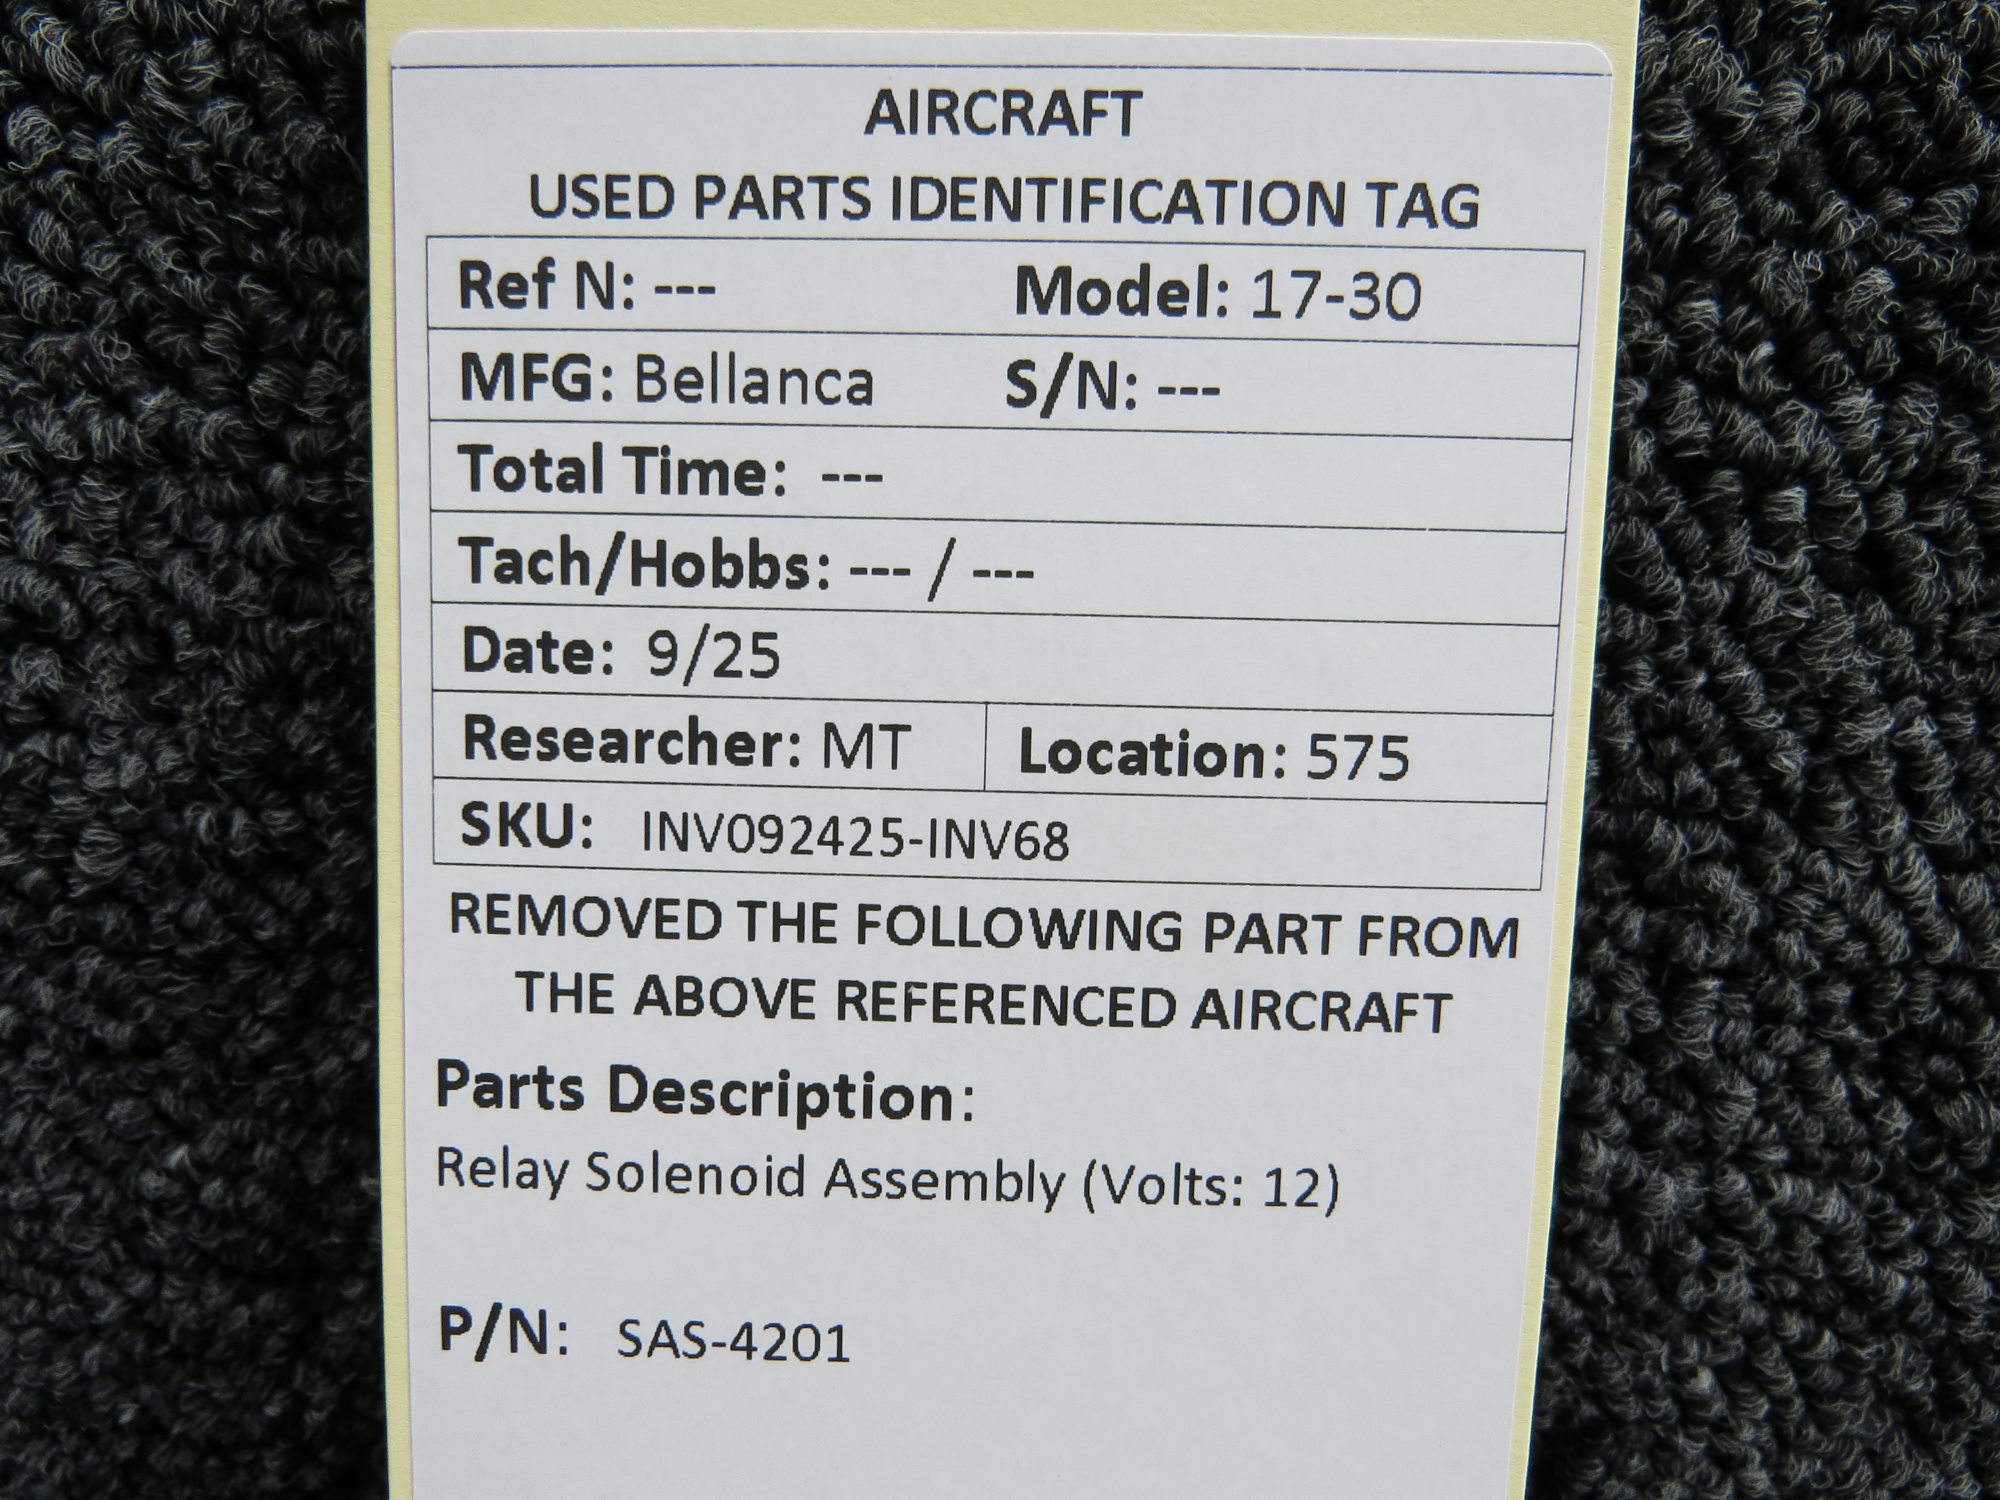 AIRCRAFT
USED PARTS IDENTIFICATION TAG
Ref N: --- Model: 17-30
MFG: Bellanca S/N: ---
Total Time: ---
Tach/Hobbs: --- / ---
Date: 9/25
Researcher: MT Location: 575
SKU: INV092425-INV68
REMOVED THE FOLLOWING PART FROM
THE ABOVE REFERENCED AIRCRAFT
Parts Description:
Relay Solenoid Assembly (Volts: 12)
P/N: SAS-4201